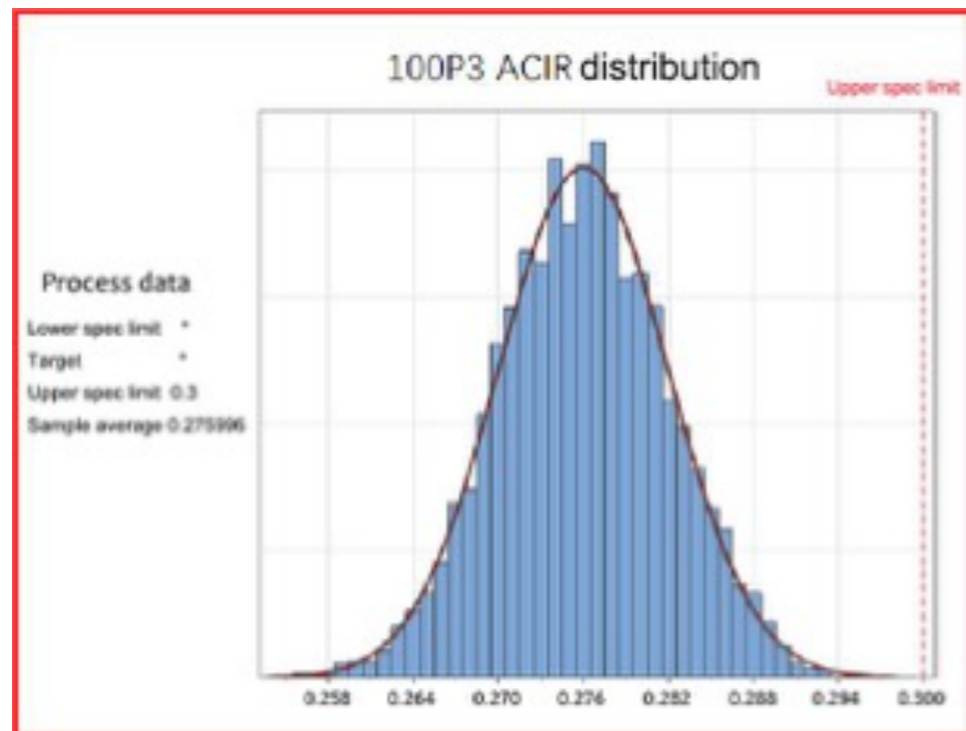 100P3 ACIR distribution
Upper spec limit
Process data
Lower spec limit *
Target *
Upper spec limit 0.3
Sample average 0.275996
0.258 0.264 0.270 0.276 0.282 0.288 0.294 0.300